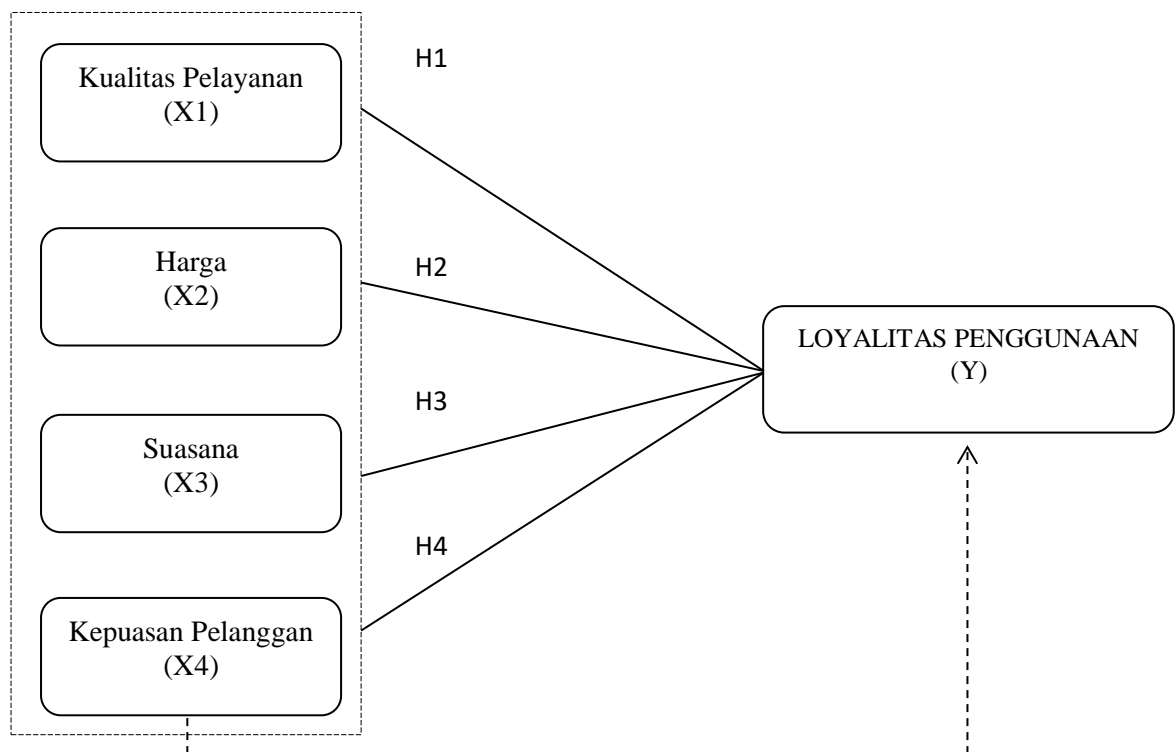 H1
Kualitas Pelayanan
(X1)
Harga
(X2)
H2
LOYALITAS PENGGUNAAN
(Y)
Suasana
(X3)
H3
H4
Kepuasan Pelanggan
(X4)